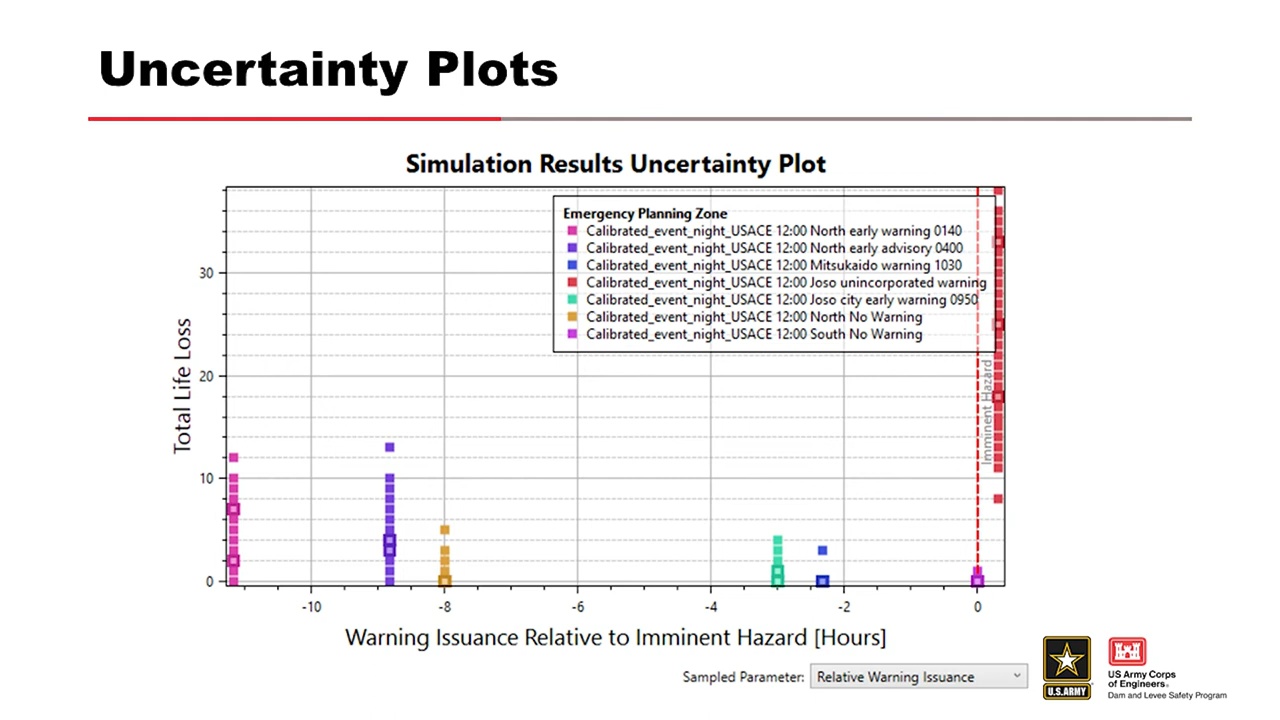 Uncertainty Plots
Simulation Results Uncertainty Plot
Emergency Planning Zone
Calibrated_event_night_USACE 12:00 North early warning 0140
Calibrated_event_night_USACE 12:00 North early advisory 0400
Calibrated_event_night_USACE 12:00 Mitsukaido warning 1030
Calibrated_event_night_USACE 12:00 Joso unincorporated warning
Calibrated_event_night_USACE 12:00 Joso city early warning 0950
Calibrated_event_night_USACE 12:00 North No Warning
Calibrated_event_night_USACE 12:00 South No Warning
Total Life Loss
30
20
10
0
Imminent Hazard
-10
-8
-6
-4
-2
0
Warning Issuance Relative to Imminent Hazard [Hours]
Sampled Parameter: Relative Warning Issuance
U.S.ARMY
US Army Corps
of Engineers®
Dam and Levee Safety Program